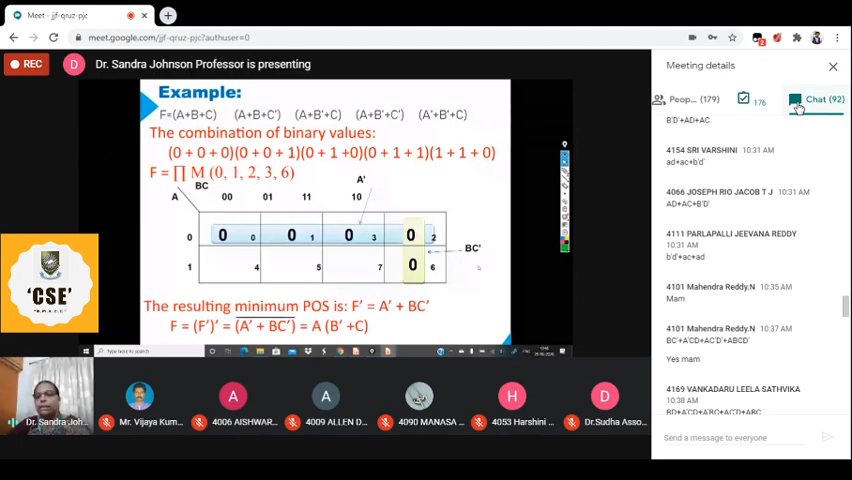 Meet - jjf-qruz-pjc
meet.google.com/jjf-qruz-pjc?authuser=0
2
REC
D
Dr. Sandra Johnson Professor is presenting
Example:
F=(A+B+C) (A+B+C') (A+B'+C) (A+B'+C') (A'+B'+C)
The combination of binary values:
(0 + 0 + 0)(0 + 0 + 1)(0 + 1 +0)(0 + 1 + 1)(1 + 1 + 0)
F = ∏ M (0, 1, 2, 3, 6)
A'
BC
00 01 11 10
A
0 0 0 0 1 0 3 0 2
BC'
1 4 5 7 0 6
The resulting minimum POS is: F' = A' + BC'
F = (F')' = (A' + BC') = A (B' +C)
'CSE'
Type here to search
Dr. Sandra Joh...
Mr. Vijaya Kum...
A
4006 AISHWAR...
A
4009 ALLEN D...
4090 MANASA ...
H
4053 Harshini ...
D
Dr.Sudha Asso...
Meeting details
Peop... (179)
176
Chat (92)
B'D'+AD+AC
4154 SRI VARSHINI 10:31 AM
ad+ac+b'd'
4066 JOSEPH RIO JACOB T J 10:31 AM
AD+AC+B'D'
4111 PARLAPALLI JEEVANA REDDY
10:31 AM
b'd'+ac+ad
4101 Mahendra Reddy.N 10:35 AM
Mam
4101 Mahendra Reddy.N 10:37 AM
BC'+A'CD+AC'D'+ABCD'
Yes mam
4169 VANKADARU LEELA SATHVIKA
10:38 AM
Send a message to everyone